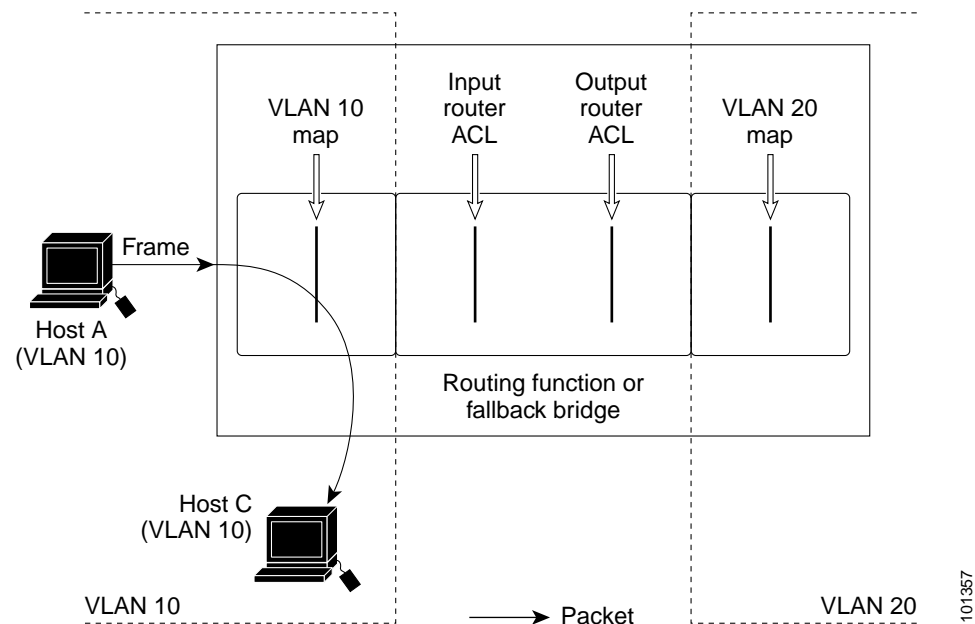 VLAN 10
map
Input
router
ACL
Output
router
ACL
VLAN 20
map
Frame
Host A
(VLAN 10)
Routing function or
fallback bridge
Host C
(VLAN 10)
VLAN 10
Packet
VLAN 20
101357